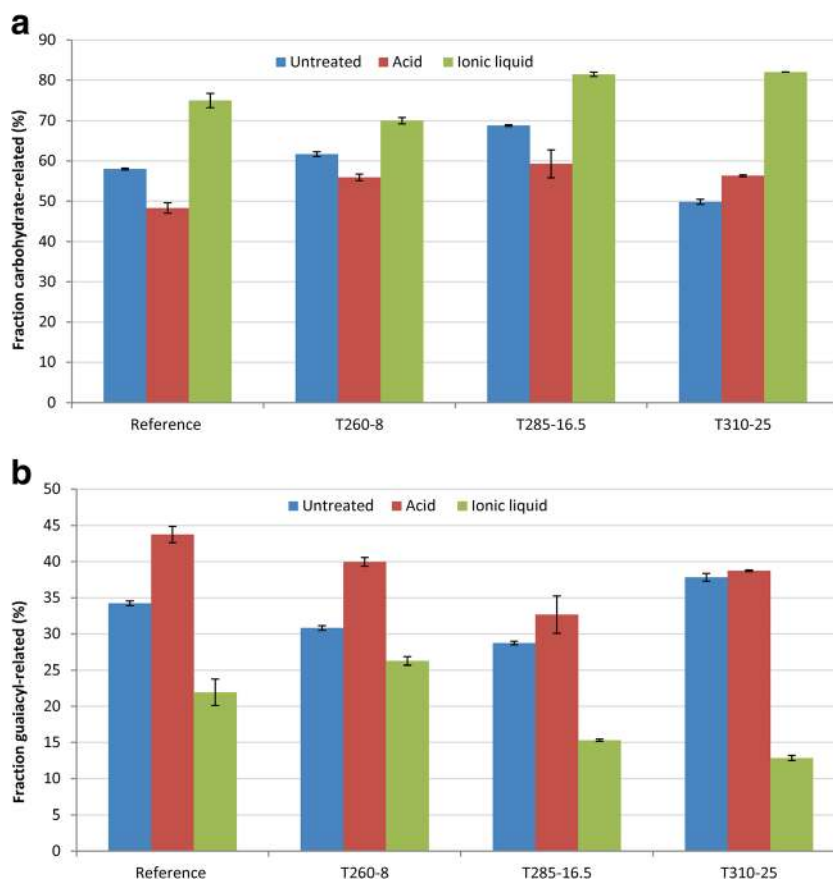 a
Fraction carbohydrate-related (%)
90
80
70
60
50
40
30
20
10
0
Untreated Acid Ionic liquid
Reference T260-8 T285-16.5 T310-25
b
Fraction guaiacyl-related (%)
50
45
40
35
30
25
20
15
10
5
0
Untreated Acid Ionic liquid
Reference T260-8 T285-16.5 T310-25